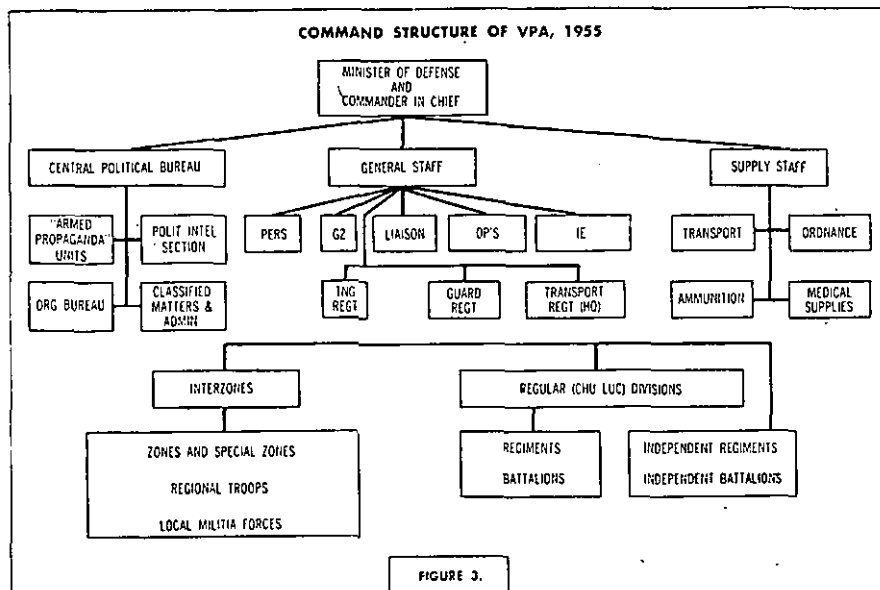 COMMAND STRUCTURE OF VPA, 1955
MINISTER OF DEFENSE
AND
COMMANDER IN CHIEF
CENTRAL POLITICAL BUREAU
GENERAL STAFF
SUPPLY STAFF
"ARMED
PROPAGANDA"
UNITS
POLIT INTEL
SECTION
PERS
G2
LIAISON
OP'S
IE
TRANSPORT
ORDNANCE
ORG BUREAU
CLASSIFIED
MATTERS &
ADMIN
TNG
REGT
GUARD
REGT
TRANSPORT
REGT (HQ)
AMMUNITION
MEDICAL
SUPPLIES
INTERZONES
REGULAR (CHU LUC) DIVISIONS
ZONES AND SPECIAL ZONES
REGIONAL TROOPS
LOCAL MILITIA FORCES
REGIMENTS
BATTALIONS
INDEPENDENT REGIMENTS
INDEPENDENT BATTALIONS
FIGURE 3.